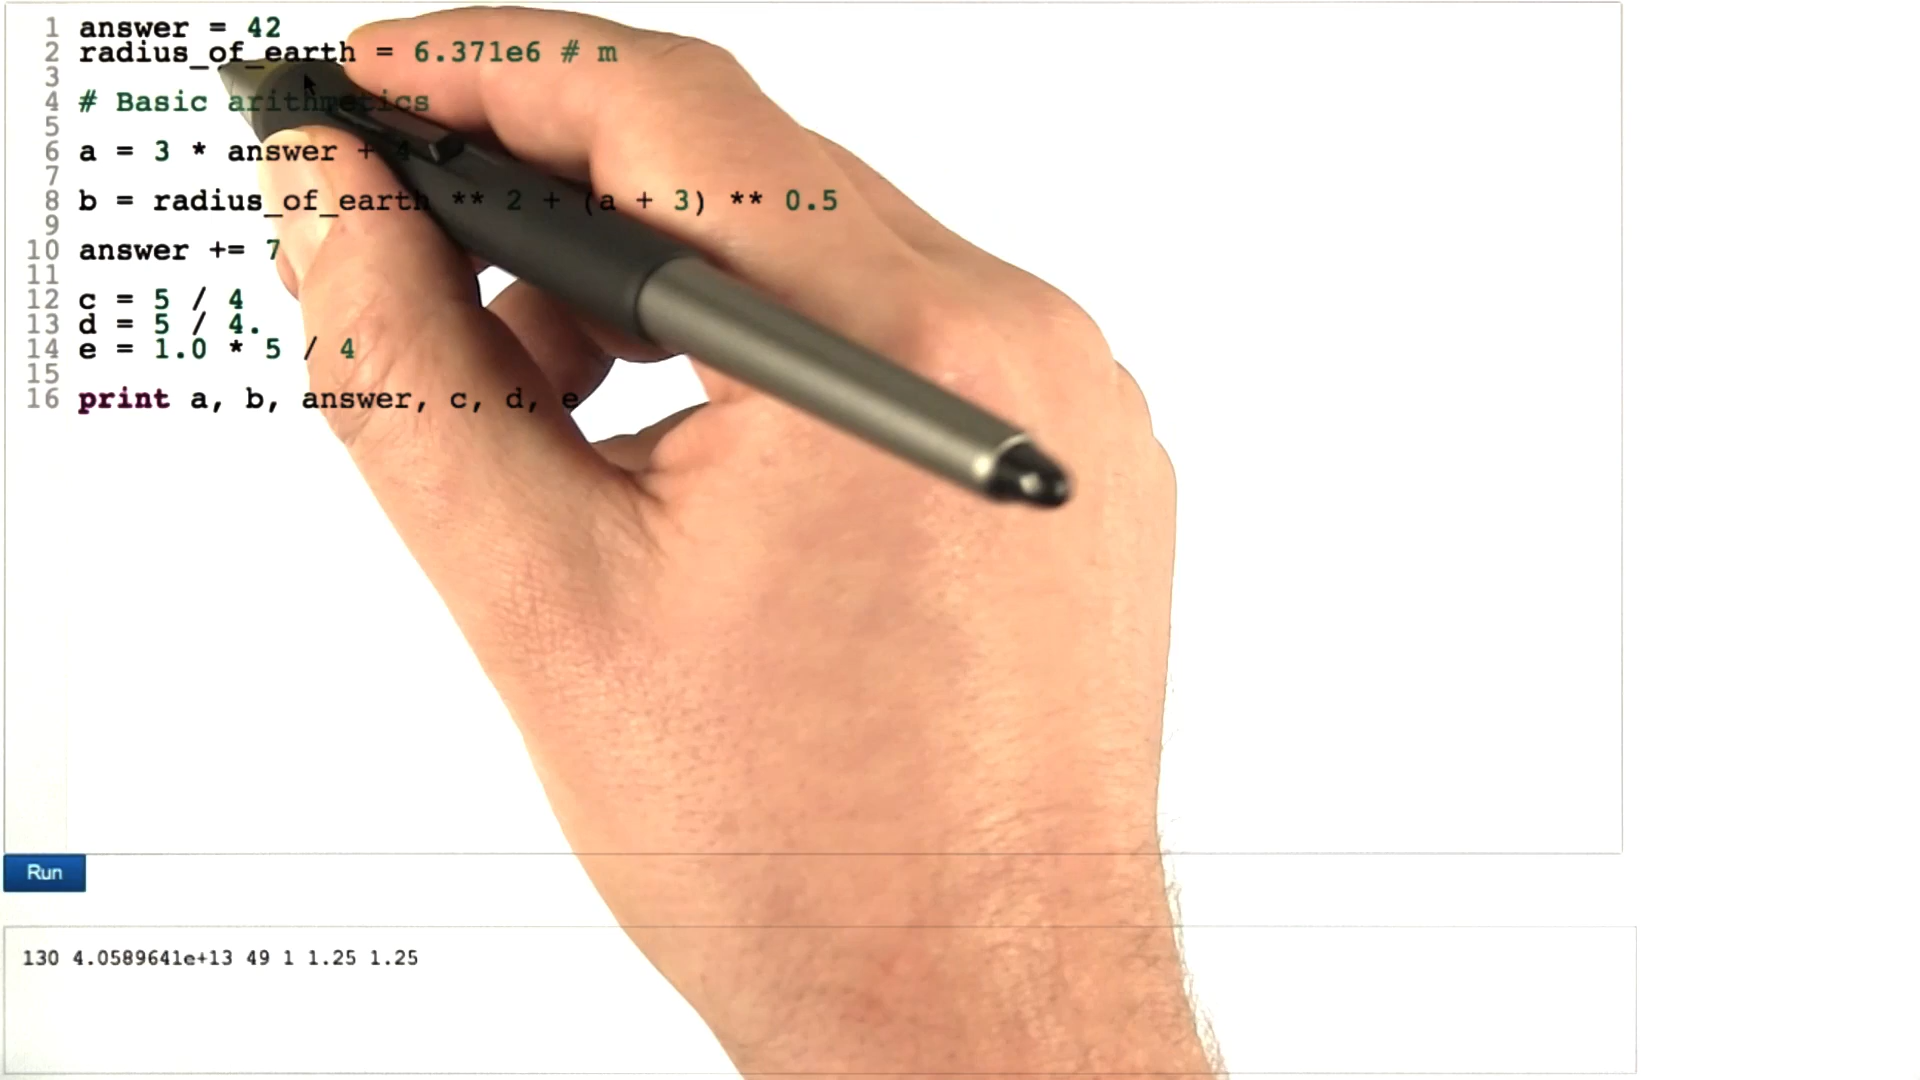 1 answer = 42
2 radius_of_earth = 6.371e6 # m
3
4 # Basic arithmetics
5
6 a = 3 * answer + 4
7
8 b = radius_of_earth ** 2 + (a + 3) ** 0.5
9
10 answer += 7
11
12 c = 5 / 4
13 d = 5 / 4.
14 e = 1.0 * 5 / 4
15
16 print a, b, answer, c, d, e
Run
130 4.0589641e+13 49 1 1.25 1.25